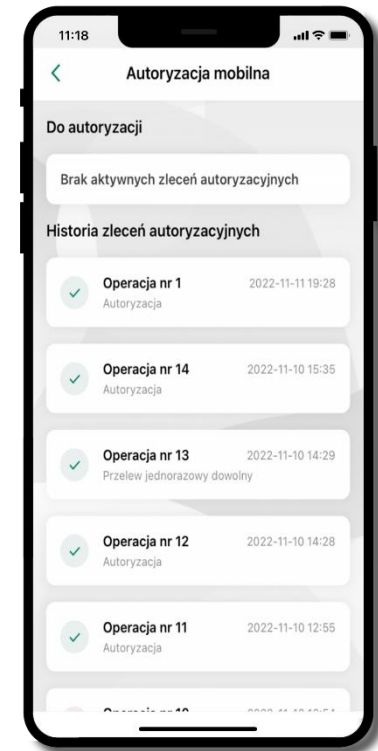 11:18
Autoryzacja mobilna
Do autoryzacji
Brak aktywnych zleceń autoryzacyjnych
Historia zleceń autoryzacyjnych
Operacja nr 1 2022-11-11 19:28
Autoryzacja
Operacja nr 14 2022-11-10 15:35
Autoryzacja
Operacja nr 13 2022-11-10 14:29
Przelew jednorazowy dowolny
Operacja nr 12 2022-11-10 14:28
Autoryzacja
Operacja nr 11 2022-11-10 12:55
Autoryzacja